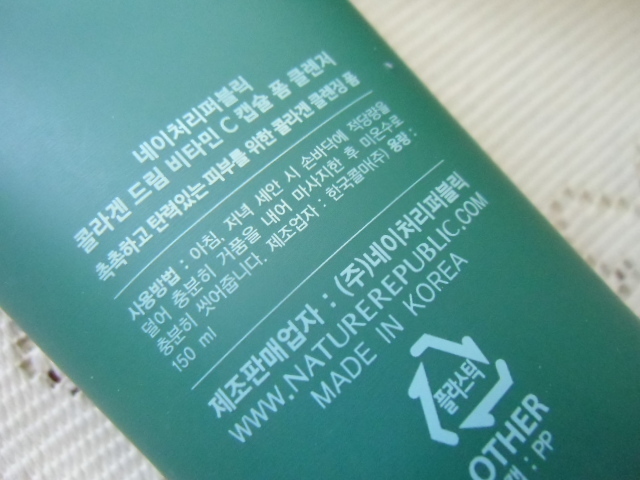 네이처리퍼블릭
콜라겐 드림 비타민 C 캡슐 폼 클렌저
촉촉하고 탄력있는 피부를 위한 콜라겐 클렌징 폼
사용방법 : 아침, 저녁 세안 시 손바닥에 적당량을
덜어 충분히 거품을 내어 마사지한 후 미온수로
충분히 씻어줍니다. 제조업자 : 한국콜마(주) 용량 :
150 ml
제조판매업자 : (주)네이처리퍼블릭
WWW.NATUREREPUBLIC.COM
MADE IN KOREA
플라스틱
OTHER
캡 : PP